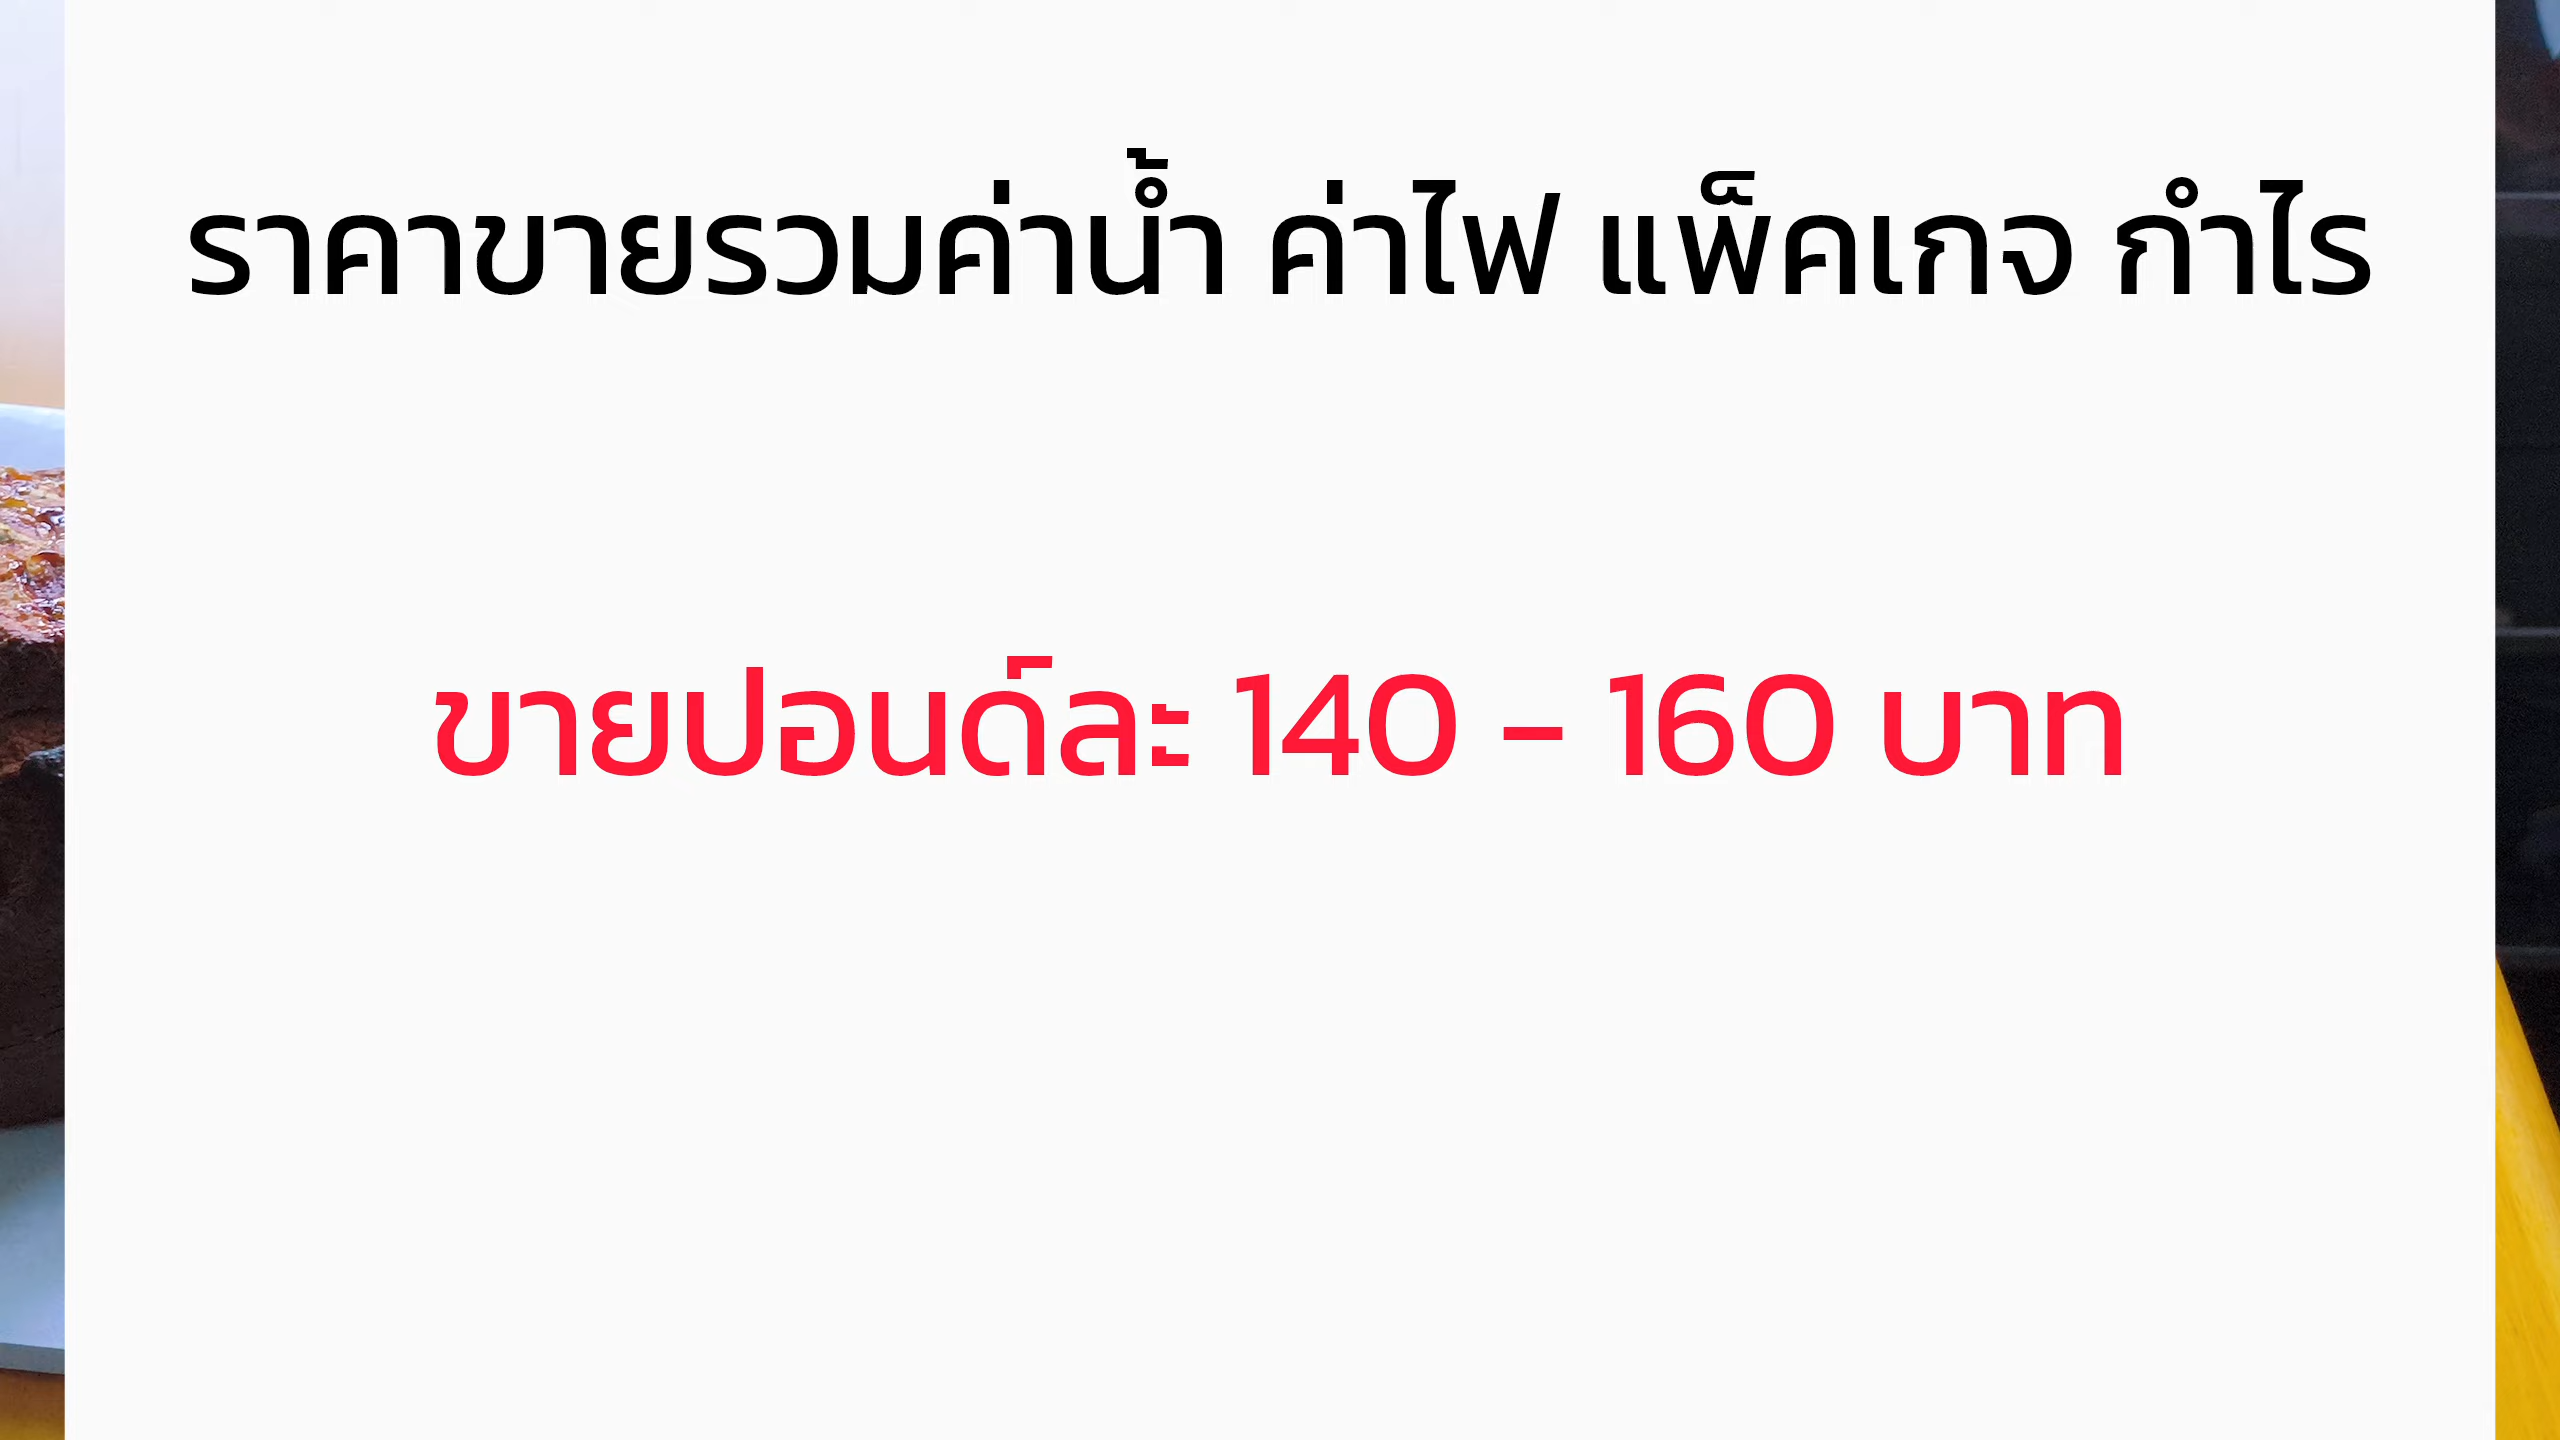 ราคาขายรวมค่าน้ำ ค่าไฟ แพ็คเกจ กำไร
ขายปอนด์ละ 140 - 160 บาท